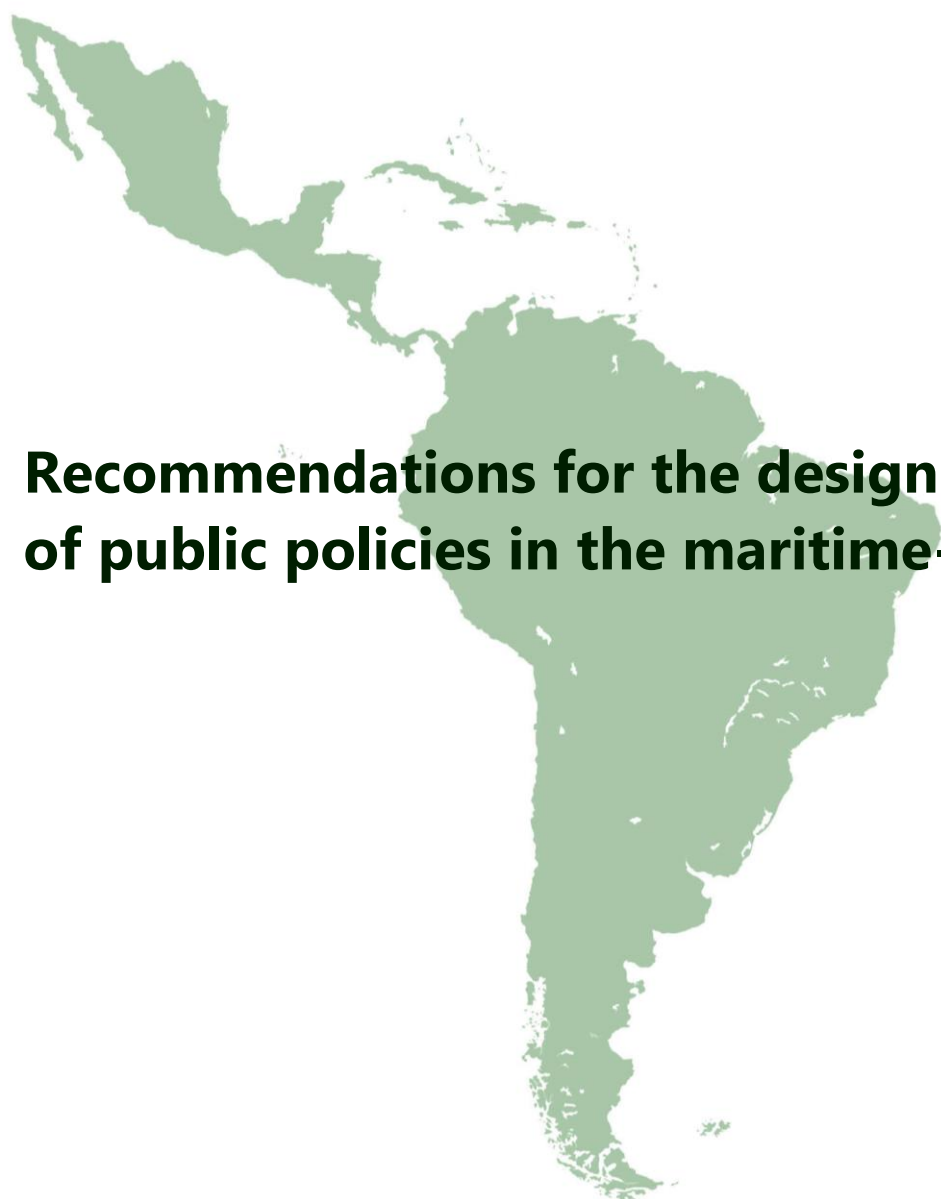 Recommendations for the design
of public policies in the maritime-